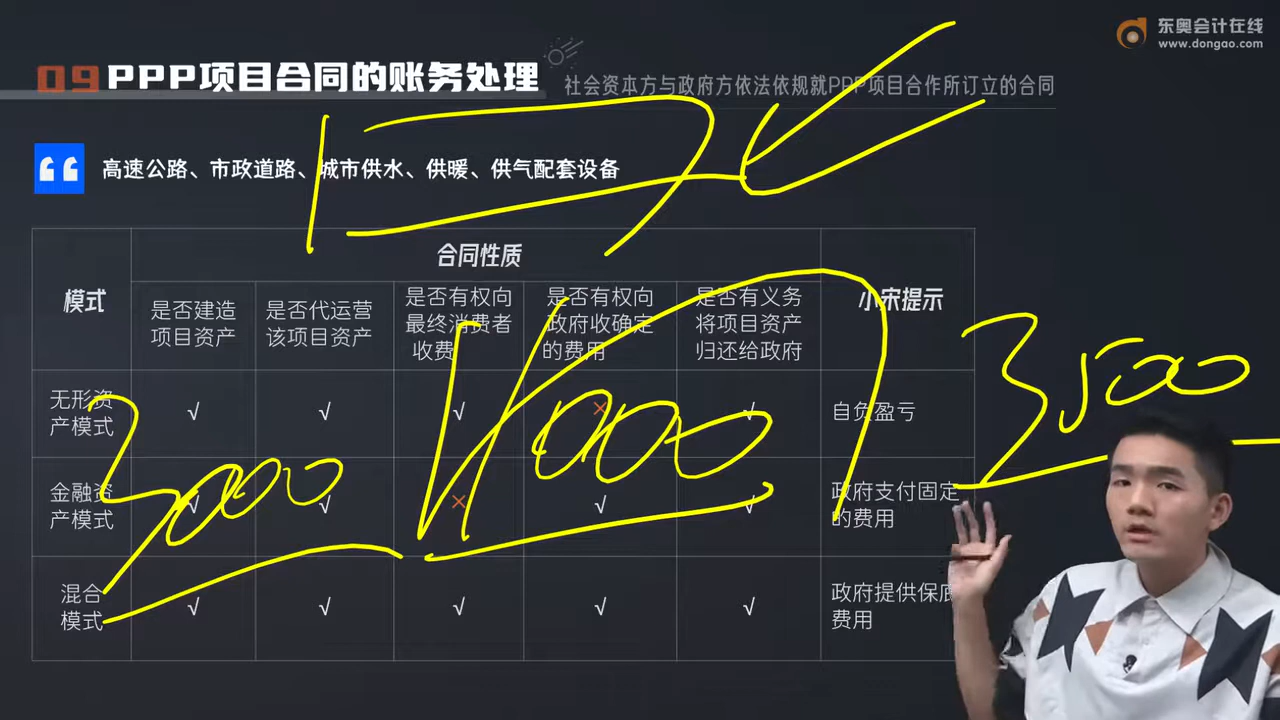 东奥会计在线
www.dongao.com
09 PPP项目合同的账务处理
社会资本方与政府方依法依规就PPP项目合作所订立的合同
高速公路、市政道路、城市供水、供暖、供气配套设备
模式
合同性质
小宋提示
是否建造
项目资产
是否代运营
该项目资产
是否有权向
最终消费者
收费
是否有权向
政府收确定
的费用
是否有义务
将项目资产
归还给政府
无形资
产模式
√
√
√
×
√
自负盈亏
金融资
产模式
√
√
×
√
√
政府支付固定
的费用
混合
模式
√
√
√
√
√
政府提供保底
费用
3000
1000
3500